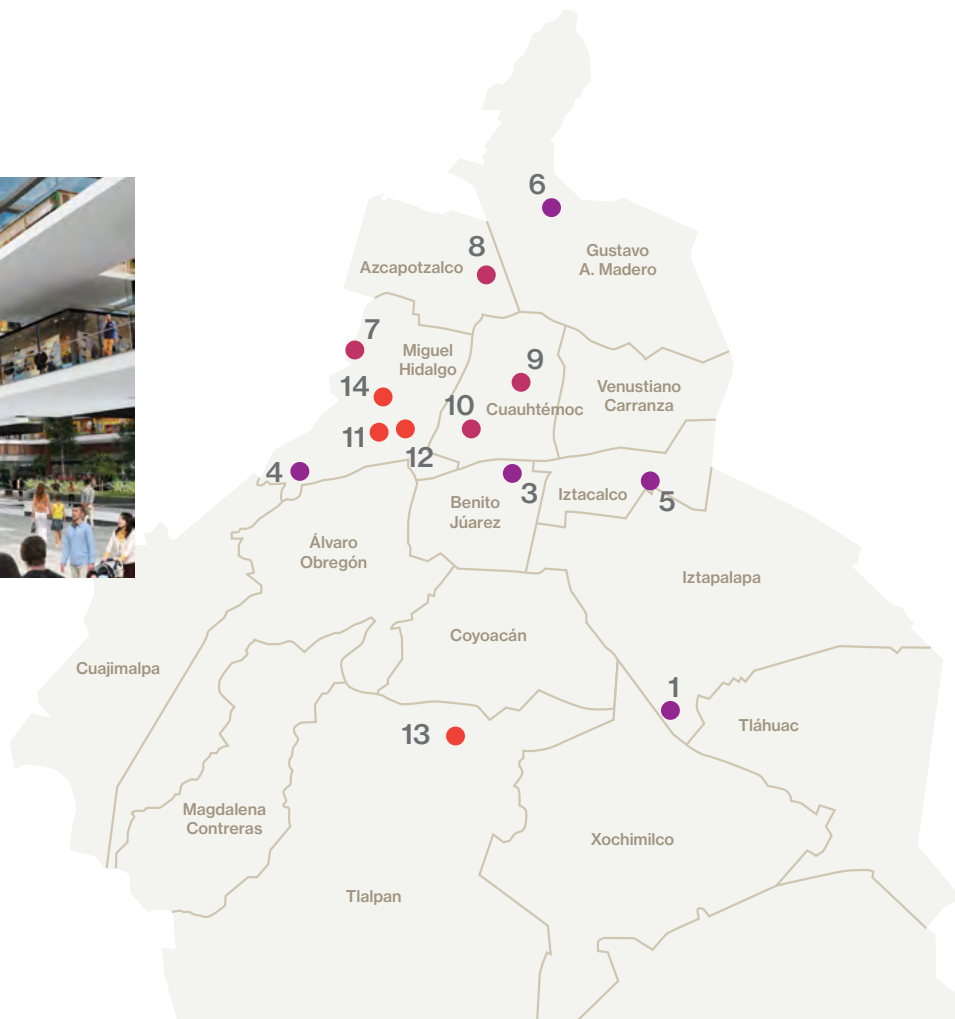 6
Gustavo
A. Madero
8
Azcapotzalco
7
Miguel
Hidalgo
9
Venustiano
Carranza
14
10
Cuauhtémoc
11
12
4
3
Iztacalco
5
Benito
Júarez
Álvaro
Obregón
Iztapalapa
Coyoacán
Cuajimalpa
1
Tláhuac
13
Magdalena
Contreras
Xochimilco
Tlalpan